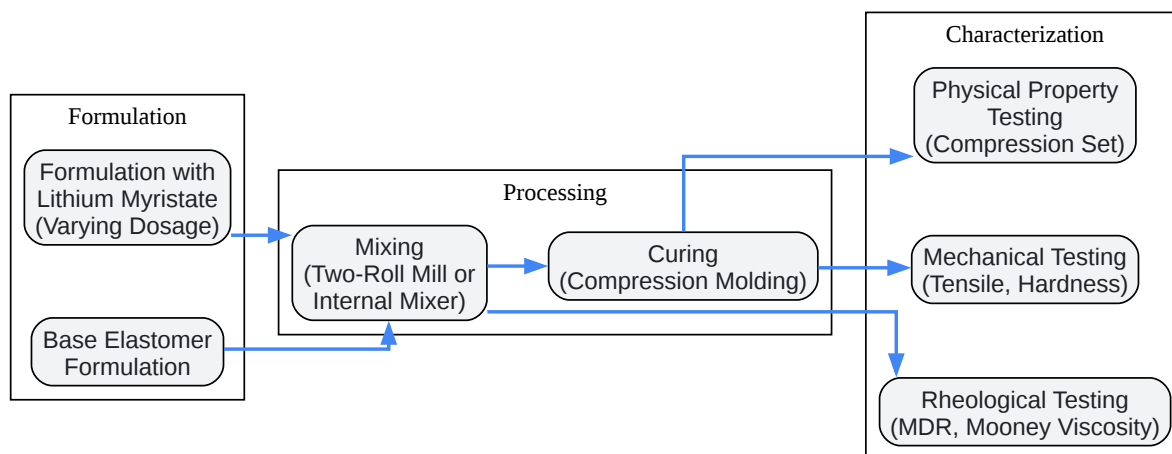 Formulation
Formulation with
Lithium Myristate
(Varying Dosage)
Base Elastomer
Formulation
Processing
Mixing
(Two-Roll Mill or
Internal Mixer)
Curing
(Compression Molding)
Characterization
Physical Property
Testing
(Compression Set)
Mechanical Testing
(Tensile, Hardness)
Rheological Testing
(MDR, Mooney Viscosity)